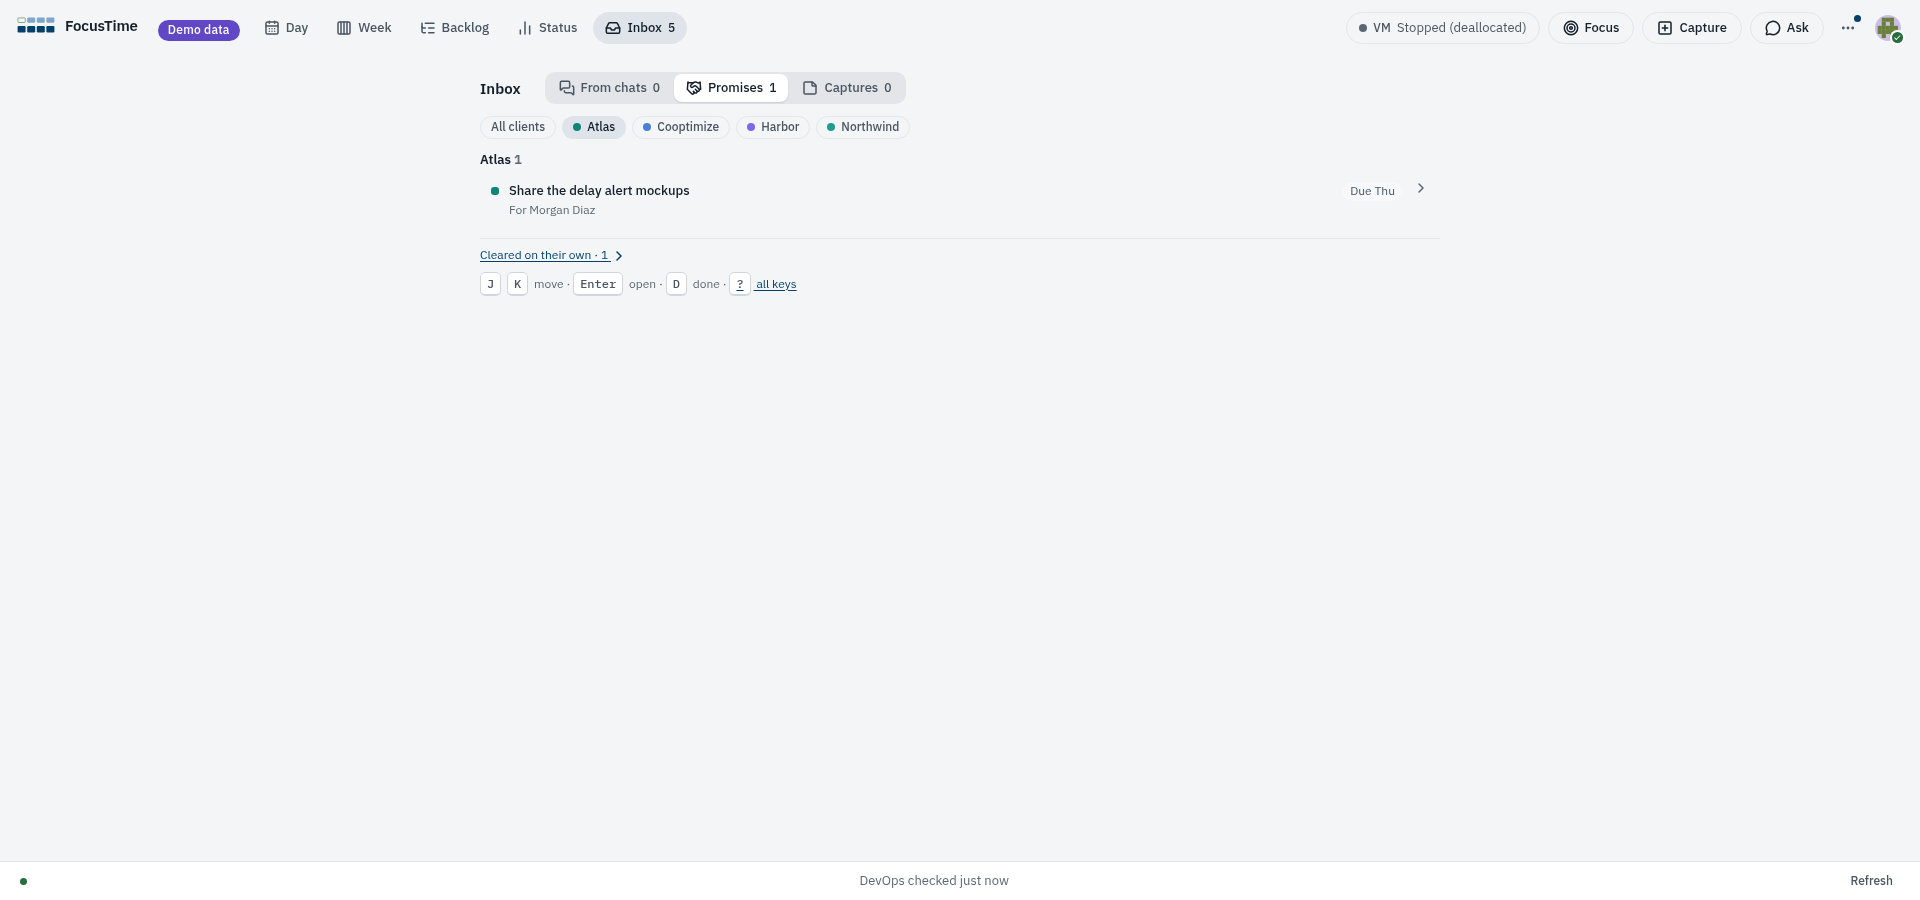 FocusTime
Demo data
Day
Week
Backlog
Status
Inbox 5
VM Stopped (deallocated)
Focus
Capture
Ask
Inbox
From chats 0
Promises 1
Captures 0
All clients
Atlas
Cooptimize
Harbor
Northwind
Atlas 1
Share the delay alert mockups
Due Thu
For Morgan Diaz
Cleared on their own · 1
J K move · Enter open · D done · ? all keys
DevOps checked just now
Refresh